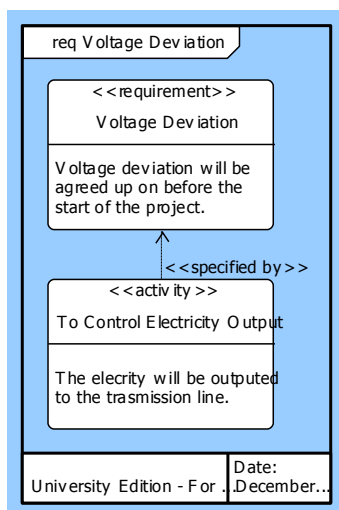 req Voltage Deviation
<<requirement>>
Voltage Deviation
Voltage deviation will be
agreed up on before the
start of the project.
<<specified by>>
<<activity>>
To Control Electricity Output
The elecrity will be outputed
to the trasmission line.
University Edition - For ...
Date:
December...